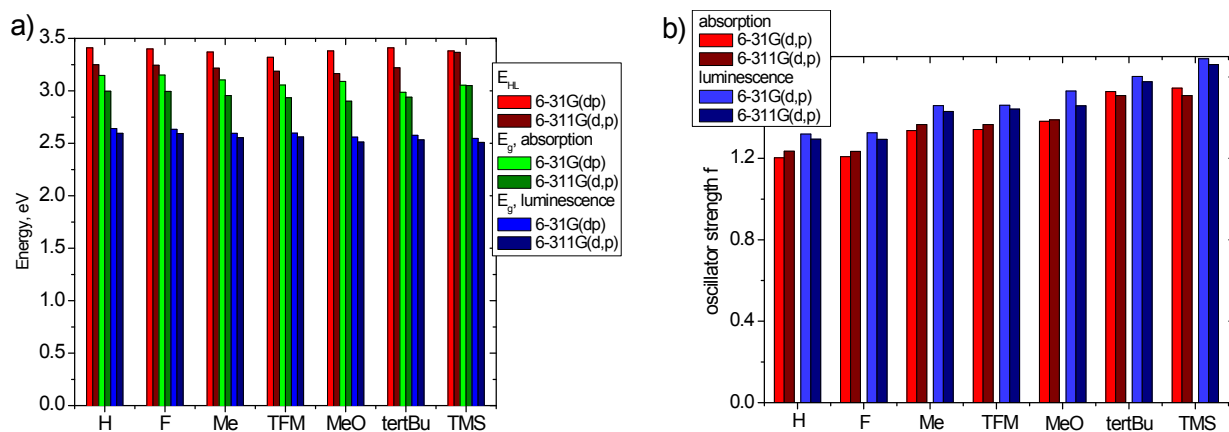 a)
3.5
3.0
2.5
2.0
1.5
1.0
0.5
0.0
Energy, eV
H F Me TFM MeO tertBu TMS
E_HL
6-31G(dp)
6-311G(d,p)
E_g, absorption
6-31G(dp)
6-311G(d,p)
E_g, luminescence
6-31G(dp)
6-311G(d,p)
b)
absorption
6-31G(d,p)
6-311G(d,p)
luminescence
6-31G(d,p)
6-311G(d,p)
1.2
0.8
0.4
0.0
oscillator strength f
H F Me TFM MeO tertBu TMS